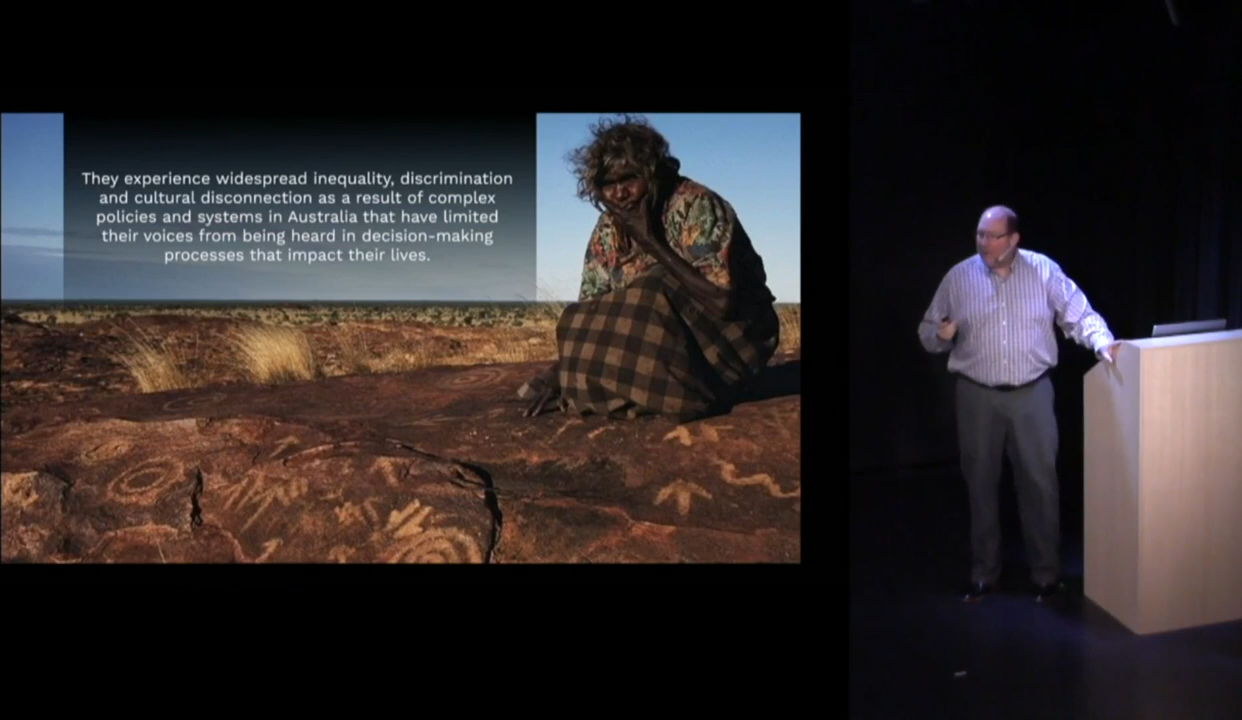 They experience widespread inequality, discrimination
and cultural disconnection as a result of complex
policies and systems in Australia that have limited
their voices from being heard in decision-making
processes that impact their lives.